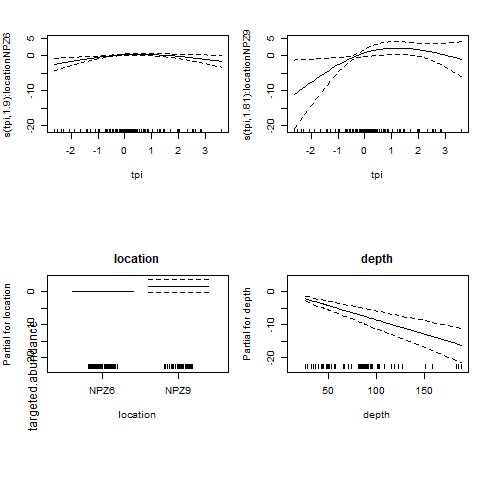 s(tpi,1.9):locationNPZ6
5
0
-10
-20
-2 -1 0 1 2 3
tpi
s(tpi,1.81):locationNPZ9
5
0
-10
-20
-2 -1 0 1 2 3
tpi
location
Partial for location
targeted.abundance
0
-10
-20
NPZ6 NPZ9
location
depth
Partial for depth
0
-10
-20
50 100 150
depth